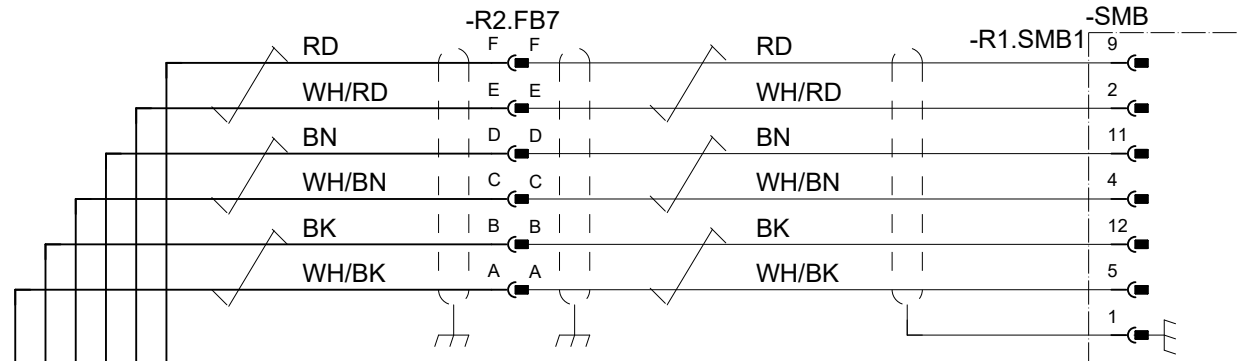 -R2.FB7 -SMB
-R1.SMB1
RD F F RD 9
WH/RD E E WH/RD 2
BN D D BN 11
WH/BN C C WH/BN 4
BK B B BK 12
WH/BK A A WH/BK 5
1